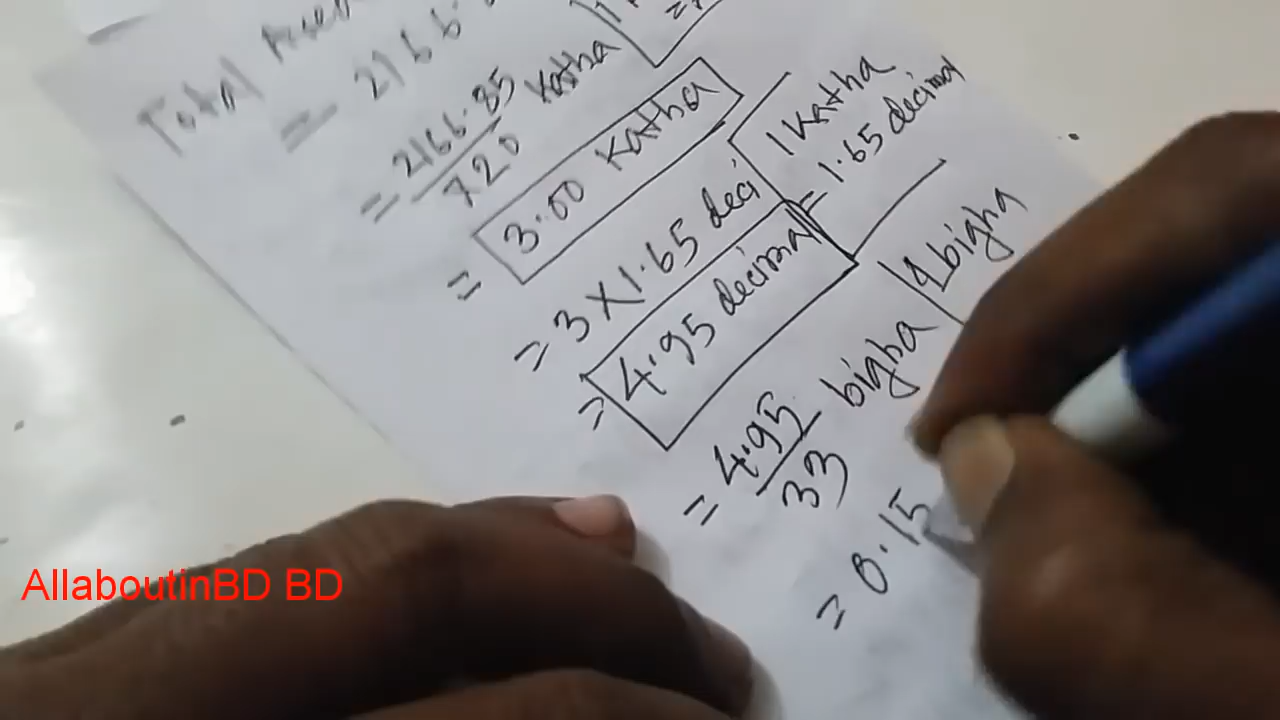 Total
= 2166.
= 2166.85/720 Katha
= 3.00 Katha
1 Katha
= 1.65 decimal
= 3 X 1.65 deci
= 4.95 decimal
1 bigha
= 4.95/33 bigha
= 0.15
AllaboutinBD BD